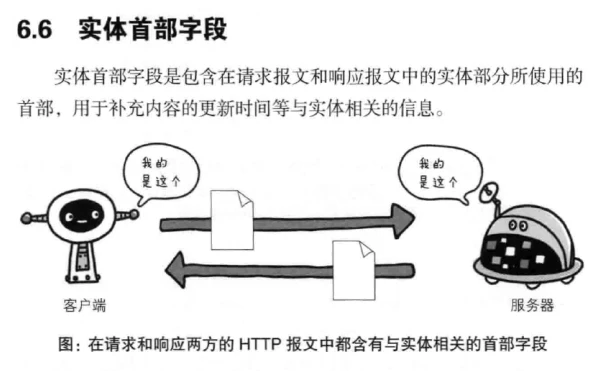 6.6 实体首部字段
实体首部字段是包含在请求报文和响应报文中的实体部分所使用的
首部，用于补充内容的更新时间等与实体相关的信息。
我的
是这个
我的
是这个
客户端
服务器
图：在请求和响应两方的 HTTP 报文中都含有与实体相关的首部字段